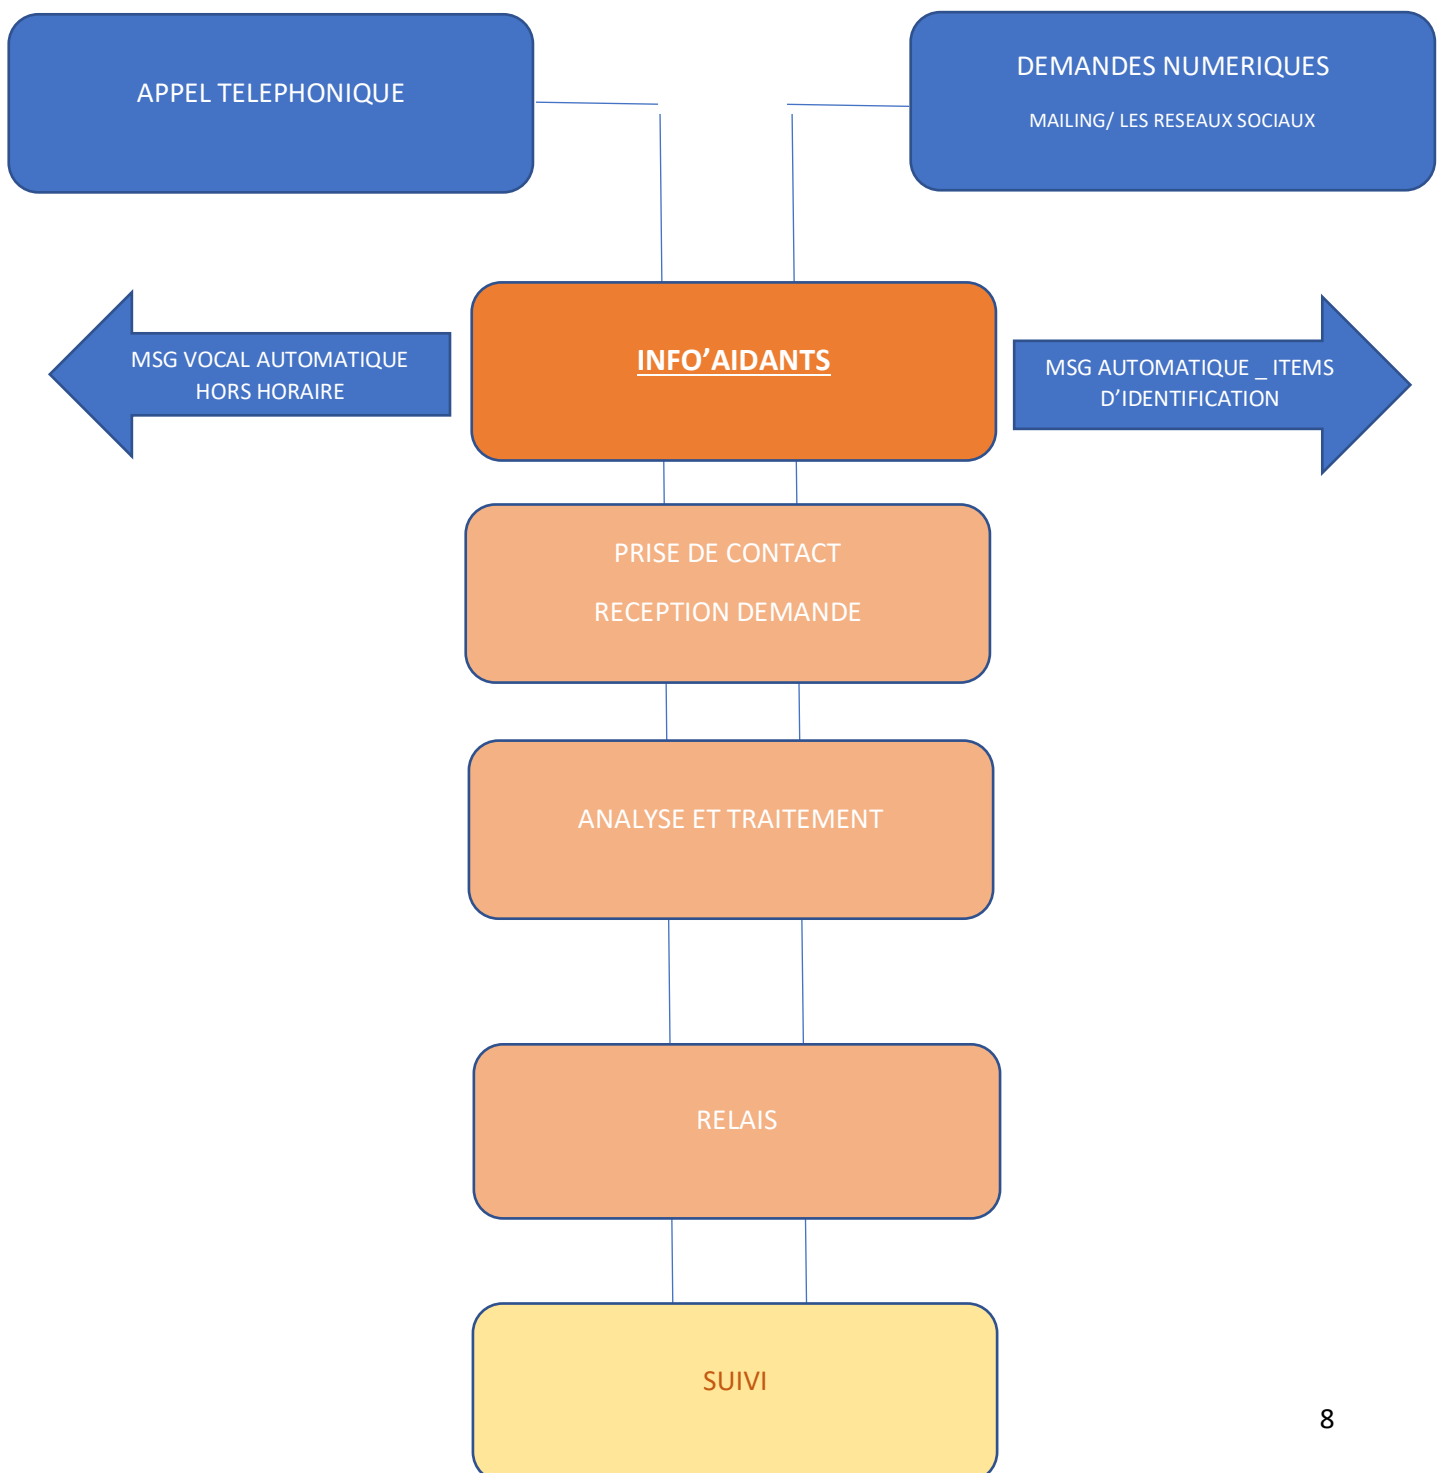 APPEL TELEPHONIQUE
DEMANDES NUMERIQUES
MAILING/ LES RESEAUX SOCIAUX
MSG VOCAL AUTOMATIQUE
HORS HORAIRE
INFO’AIDANTS
MSG AUTOMATIQUE _ ITEMS
D’IDENTIFICATION
PRISE DE CONTACT
RECEPTION DEMANDE
ANALYSE ET TRAITEMENT
RELAIS
SUIVI
8